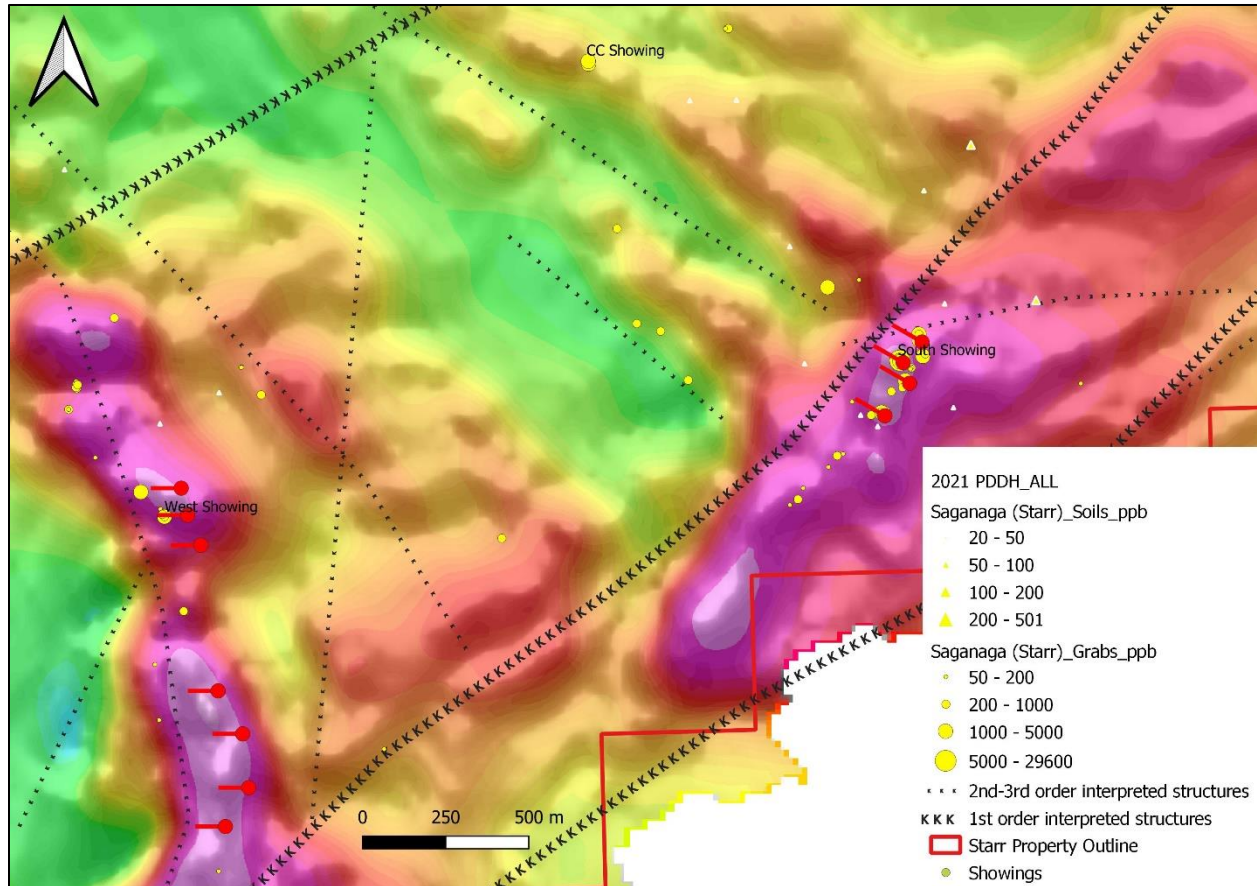 CC Showing
South Showing
West Showing
0 250 500 m
2021 PDDH_ALL
Saganaga (Starr)_Soils_ppb
20 - 50
50 - 100
100 - 200
200 - 501
Saganaga (Starr)_Grabs_ppb
50 - 200
200 - 1000
1000 - 5000
5000 - 29600
2nd-3rd order interpreted structures
K K K 1st order interpreted structures
Starr Property Outline
Showings